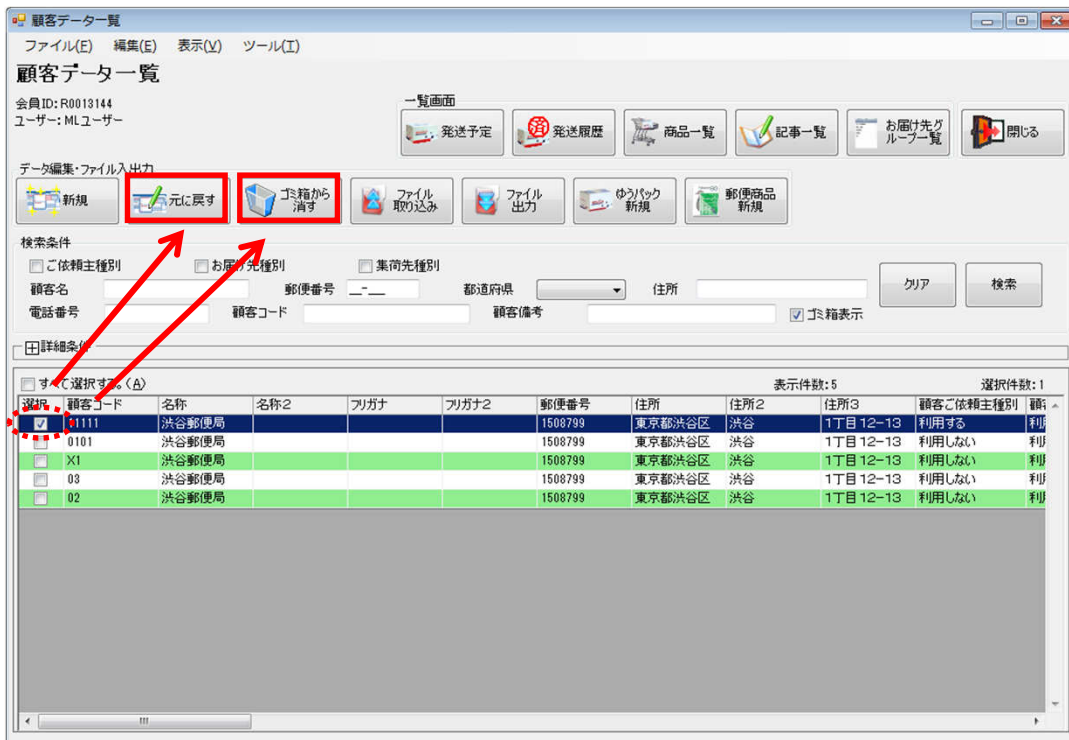 顧客データ一覧
ファイル(F) 編集(E) 表示(V) ツール(T)
顧客データ一覧
会員ID:R0013144
ユーザー:MLユーザー
一覧画面
発送予定 済 発送履歴 商品一覧 記事一覧 お届け先グループ一覧 閉じる
データ編集・ファイル入出力
新規 元に戻す ゴミ箱から消す ファイル取り込み ファイル出力 ゆうパック新規 郵便商品新規
検索条件
ご依頼主種別 お届け先種別 集荷先種別
顧客名 郵便番号 __-__ 都道府県 住所 クリア 検索
電話番号 顧客コード 顧客備考 ゴミ箱表示
詳細条件
すべて選択する。(A) 表示件数:5 選択件数:1
選択 顧客コード 名称 名称2 フリガナ フリガナ2 郵便番号 住所 住所2 住所3 顧客ご依頼主種別
1111 渋谷郵便局 1508799 東京都渋谷区 渋谷 1丁目12-13 利用する
0101 渋谷郵便局 1508799 東京都渋谷区 渋谷 1丁目12-13 利用しない
X1 渋谷郵便局 1508799 東京都渋谷区 渋谷 1丁目12-13 利用しない
03 渋谷郵便局 1508799 東京都渋谷区 渋谷 1丁目12-13 利用しない
02 渋谷郵便局 1508799 東京都渋谷区 渋谷 1丁目12-13 利用しない